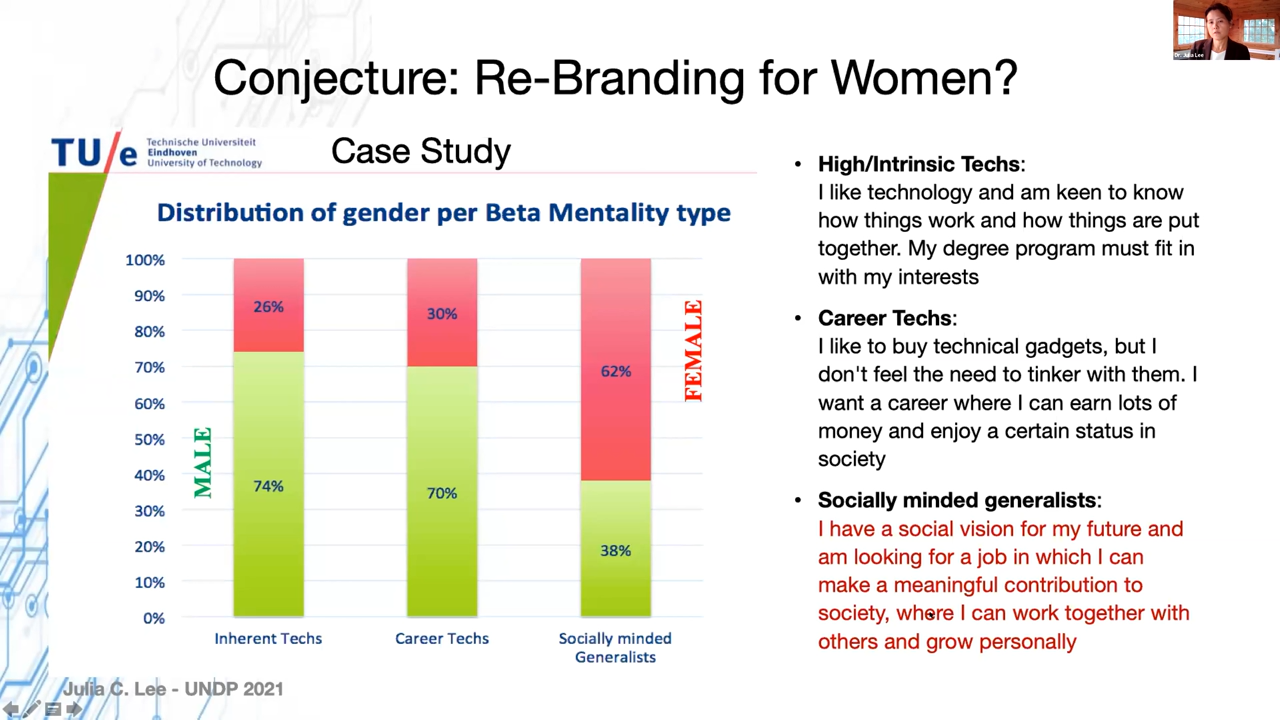 Dr. Julia Lee
Conjecture: Re-Branding for Women?
TU/e
Technische Universiteit
Eindhoven
University of Technology
Case Study
Distribution of gender per Beta Mentality type
100%
90%
80%
70%
60%
50%
40%
30%
20%
10%
0%
MALE
FEMALE
26%
74%
30%
70%
62%
38%
Inherent Techs
Career Techs
Socially minded
Generalists
• High/Intrinsic Techs:
I like technology and am keen to know
how things work and how things are put
together. My degree program must fit in
with my interests
• Career Techs:
I like to buy technical gadgets, but I
don't feel the need to tinker with them. I
want a career where I can earn lots of
money and enjoy a certain status in
society
• Socially minded generalists:
I have a social vision for my future and
am looking for a job in which I can
make a meaningful contribution to
society, where I can work together with
others and grow personally
Julia C. Lee - UNDP 2021